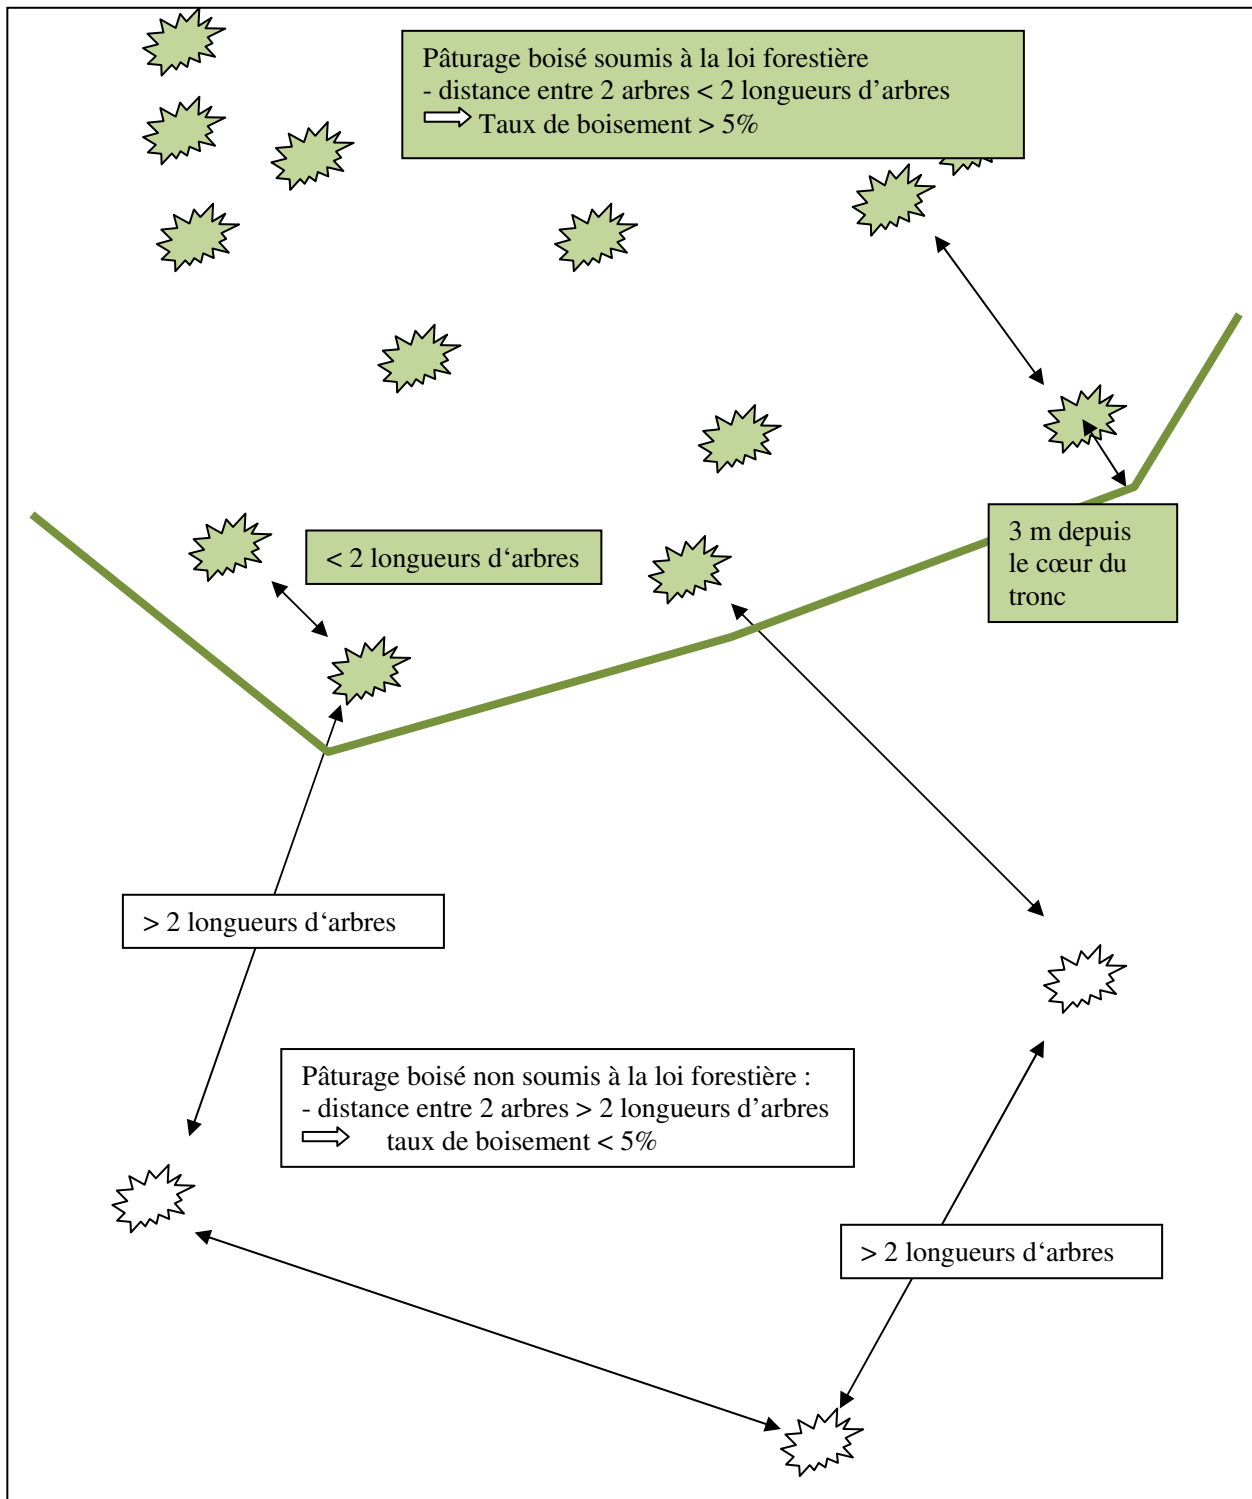 Pâturage boisé soumis à la loi forestière
- distance entre 2 arbres < 2 longueurs d’arbres
Taux de boisement > 5%
< 2 longueurs d‘arbres
3 m depuis
le cœur du
tronc
> 2 longueurs d‘arbres
Pâturage boisé non soumis à la loi forestière :
- distance entre 2 arbres > 2 longueurs d’arbres
taux de boisement < 5%
> 2 longueurs d‘arbres